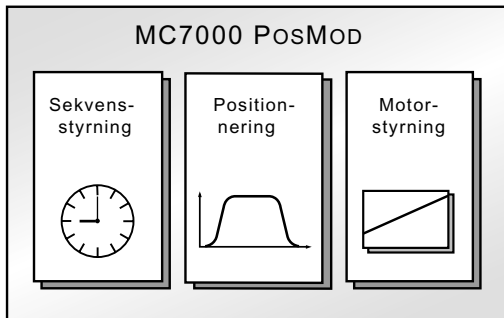 MC7000 POSMOD
Sekvens-
styrning
Position-
nering
Motor-
styrning